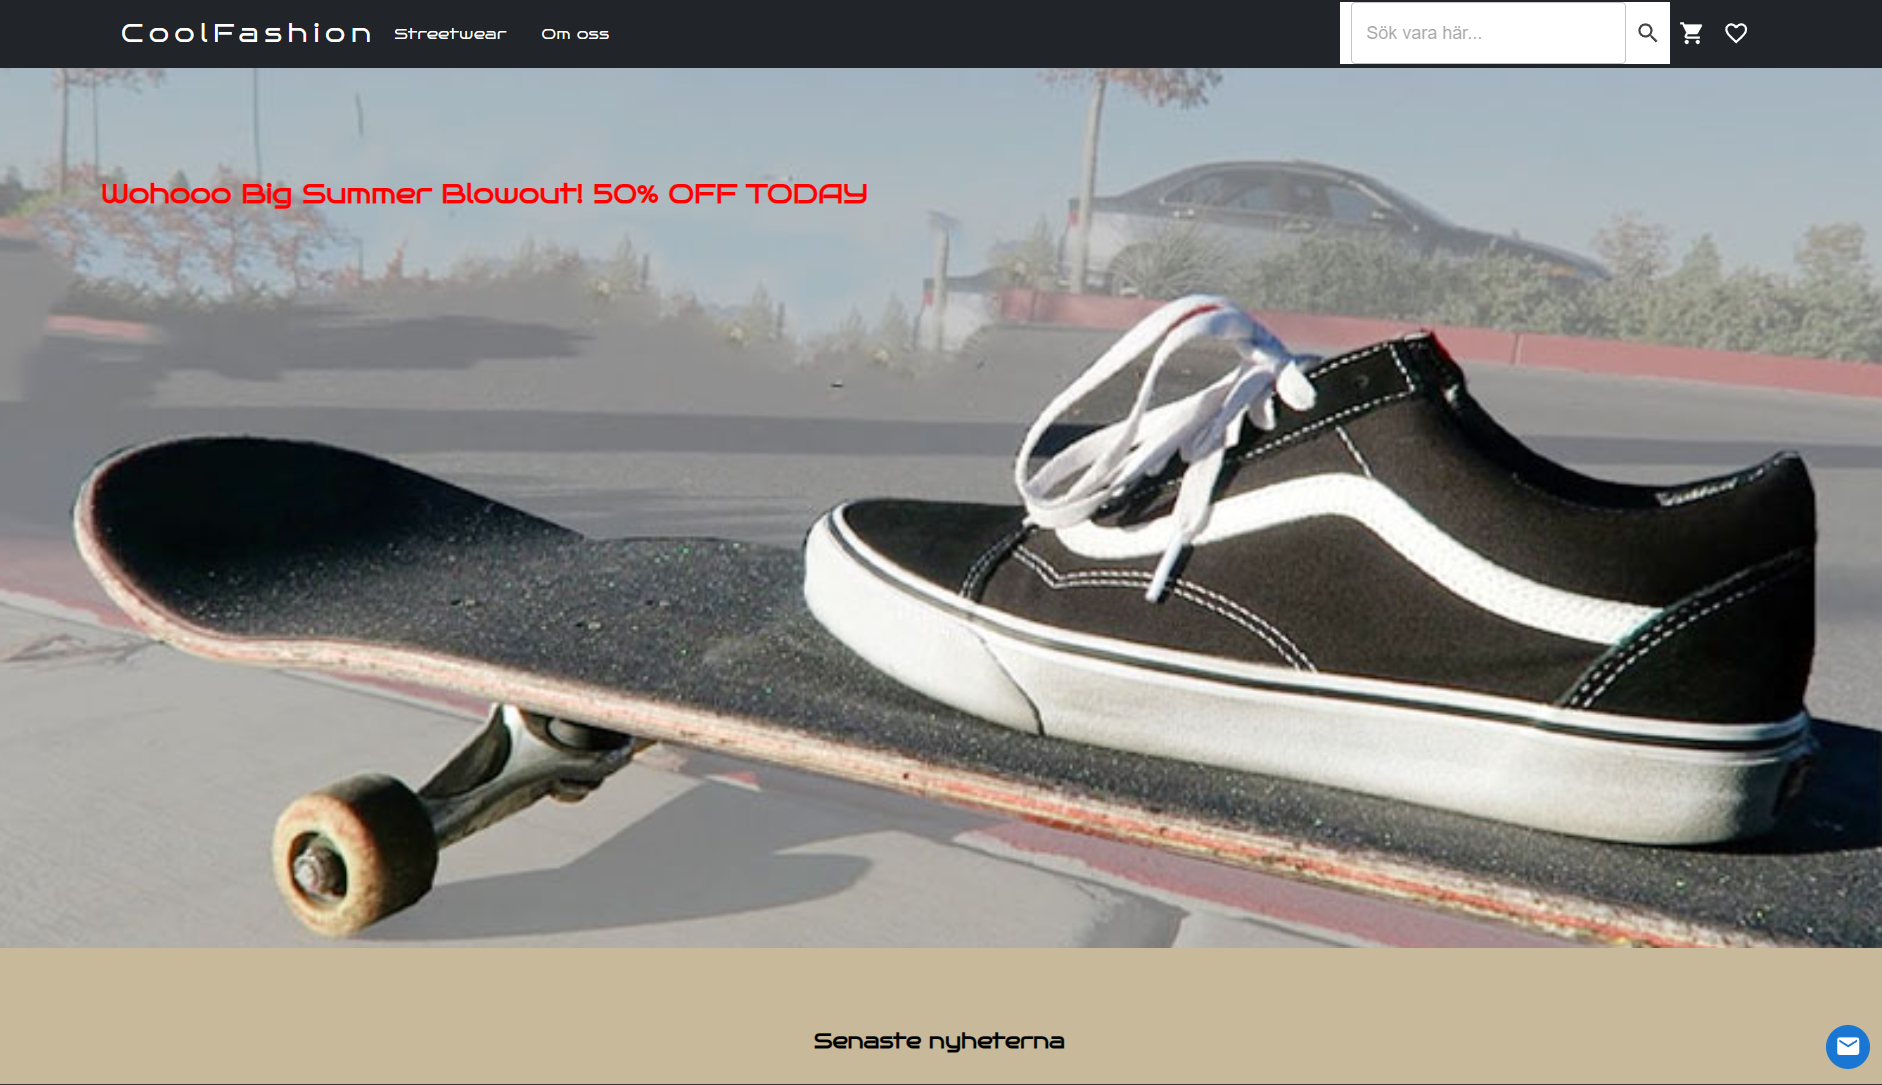 CoolFashion
Streetwear
Om oss
Sök vara här...
Wohooo Big Summer Blowout! 50% OFF TODAY
Senaste nyheterna